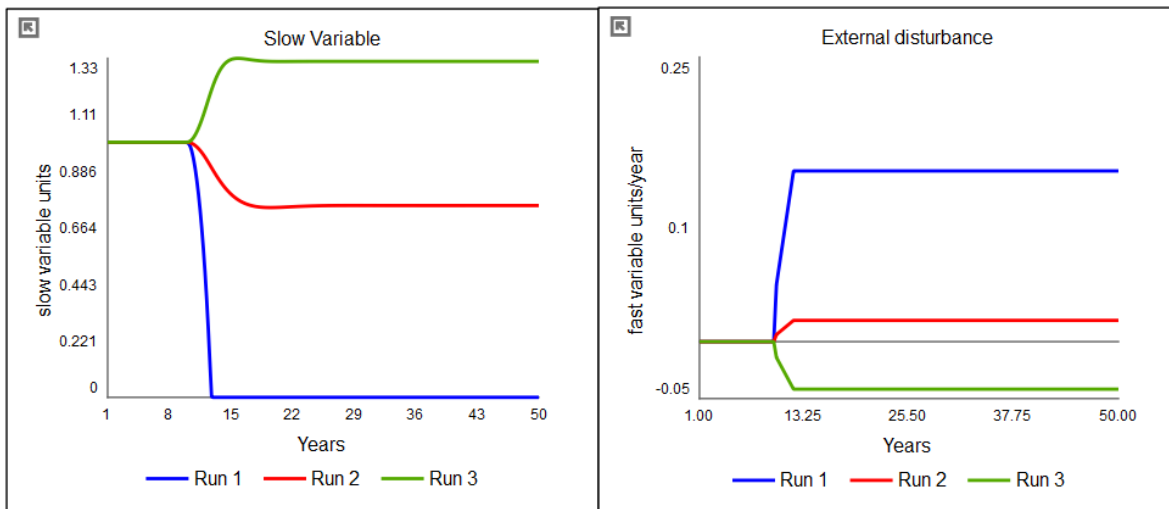 Slow Variable
slow variable units
1.33
1.11
0.886
0.664
0.443
0.221
0
1 8 15 22 29 36 43 50
Years
Run 1 Run 2 Run 3
External disturbance
fast variable units/year
0.25
0.1
-0.05
1.00 13.25 25.50 37.75 50.00
Years
Run 1 Run 2 Run 3